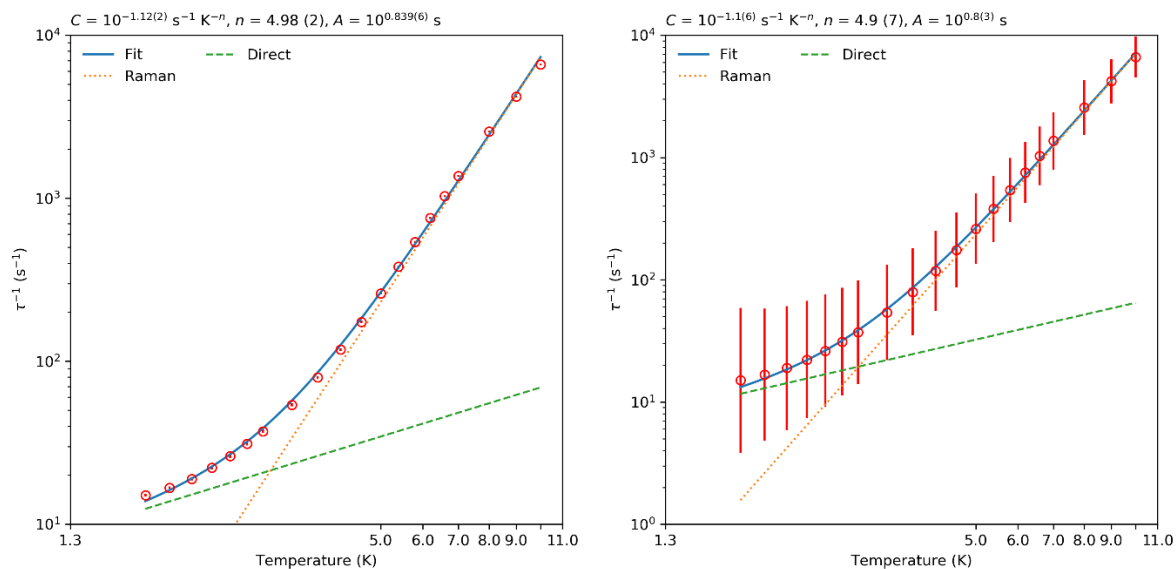 C = 10^−1.12(2) s^−1 K^−n, n = 4.98 (2), A = 10^0.839(6) s
10^4
Fit
Direct
Raman
10^3
τ^−1 (s^−1)
10^2
10^1
1.3 5.0 6.0 7.0 8.0 9.0 11.0
Temperature (K)
C = 10^−1.1(6) s^−1 K^−n, n = 4.9 (7), A = 10^0.8(3) s
10^4
Fit
Direct
Raman
10^3
τ^−1 (s^−1)
10^2
10^1
10^0
1.3 5.0 6.0 7.0 8.0 9.0 11.0
Temperature (K)